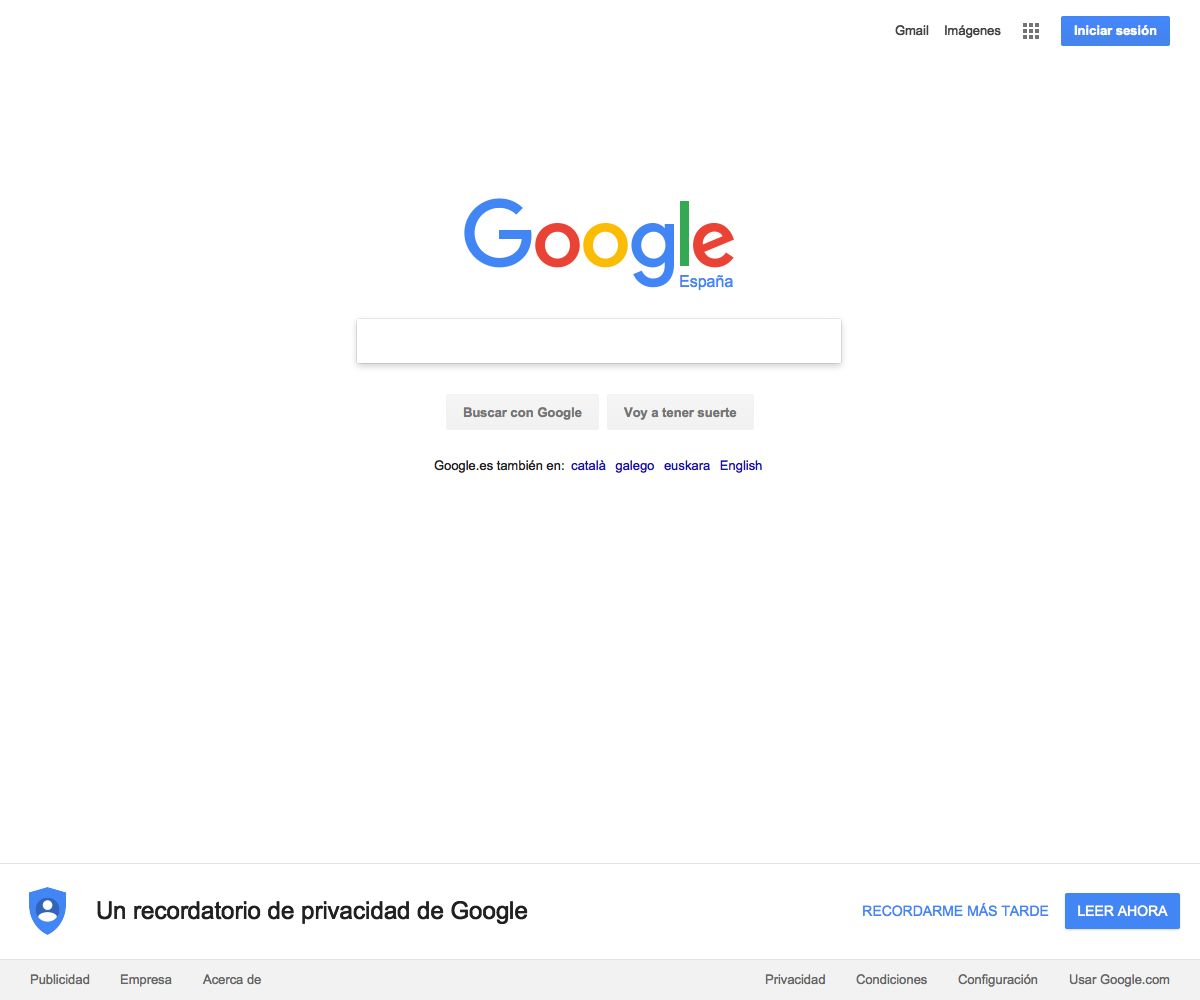 Gmail Imágenes Iniciar sesión
Google
España
Buscar con Google Voy a tener suerte
Google.es también en: català galego euskara English
Un recordatorio de privacidad de Google RECORDARME MÁS TARDE LEER AHORA
Publicidad Empresa Acerca de Privacidad Condiciones Configuración Usar Google.com